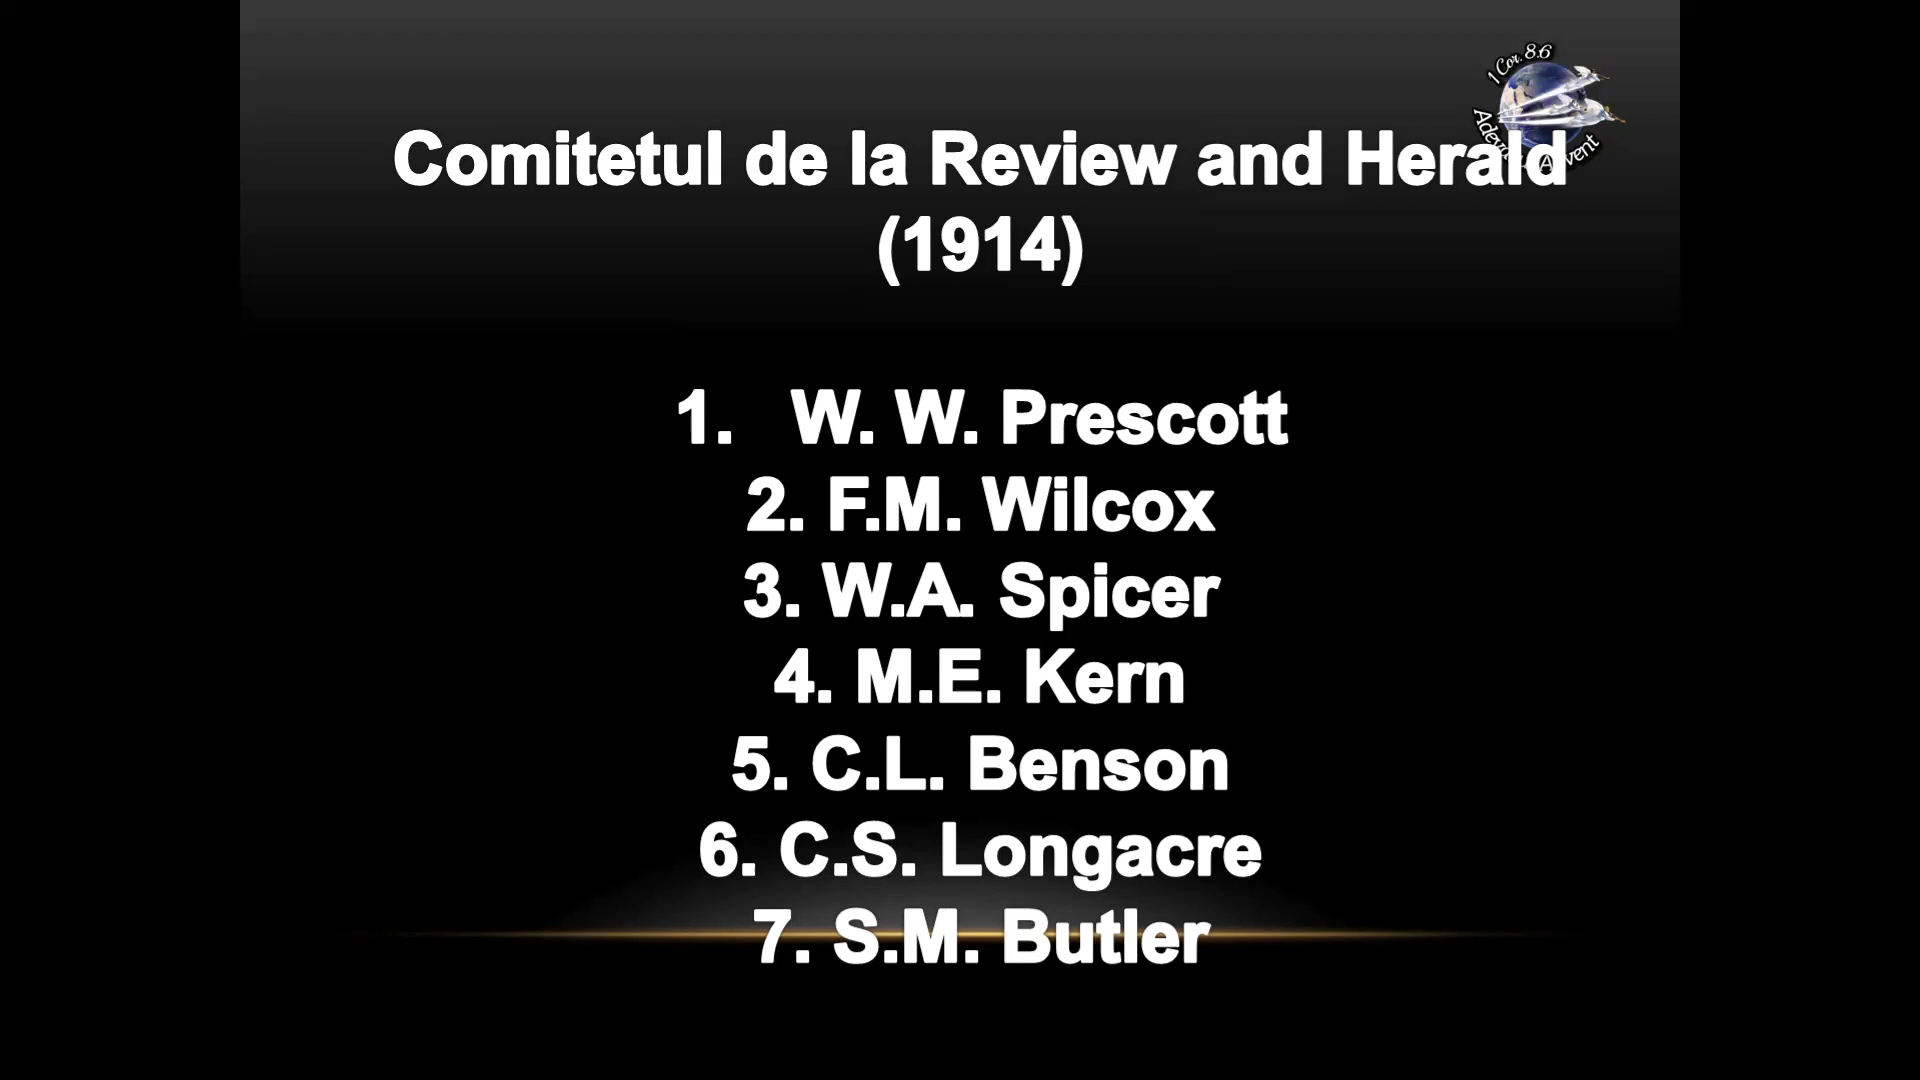 1 Cor. 8:6
Comitetul de la Review and Herald
(1914)
1. W. W. Prescott
2. F.M. Wilcox
3. W.A. Spicer
4. M.E. Kern
5. C.L. Benson
6. C.S. Longacre
7. S.M. Butler